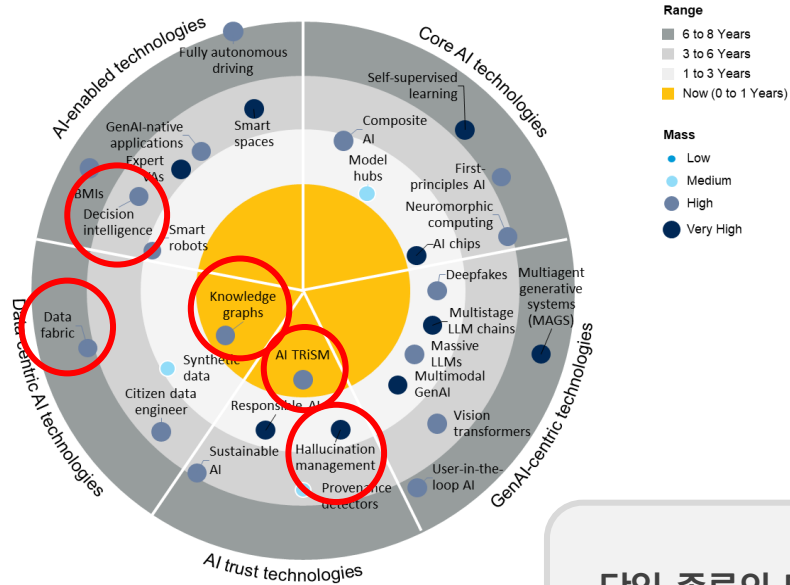 Range
6 to 8 Years
3 to 6 Years
1 to 3 Years
Now (0 to 1 Years)
Mass
Low
Medium
High
Very High
AI-enabled technologies
Core AI technologies
GenAI-centric technologies
AI trust technologies
Data-centric AI technologies
Fully autonomous
driving
Smart
spaces
GenAI-native
applications
Expert
VAs
BMIs
Decision
intelligence
Smart
robots
Self-supervised
learning
Composite
AI
Model
hubs
First-
principles AI
Neuromorphic
computing
AI chips
Deepfakes
Multiagent
generative
systems
(MAGS)
Multistage
LLM chains
Massive
LLMs
Multimodal
GenAI
Vision
transformers
User-in-the-
loop AI
Knowledge
graphs
Data
fabric
Synthetic
data
Citizen data
engineer
AI TRiSM
Responsible AI
Hallucination
management
Sustainable
AI
Provenance
detectors